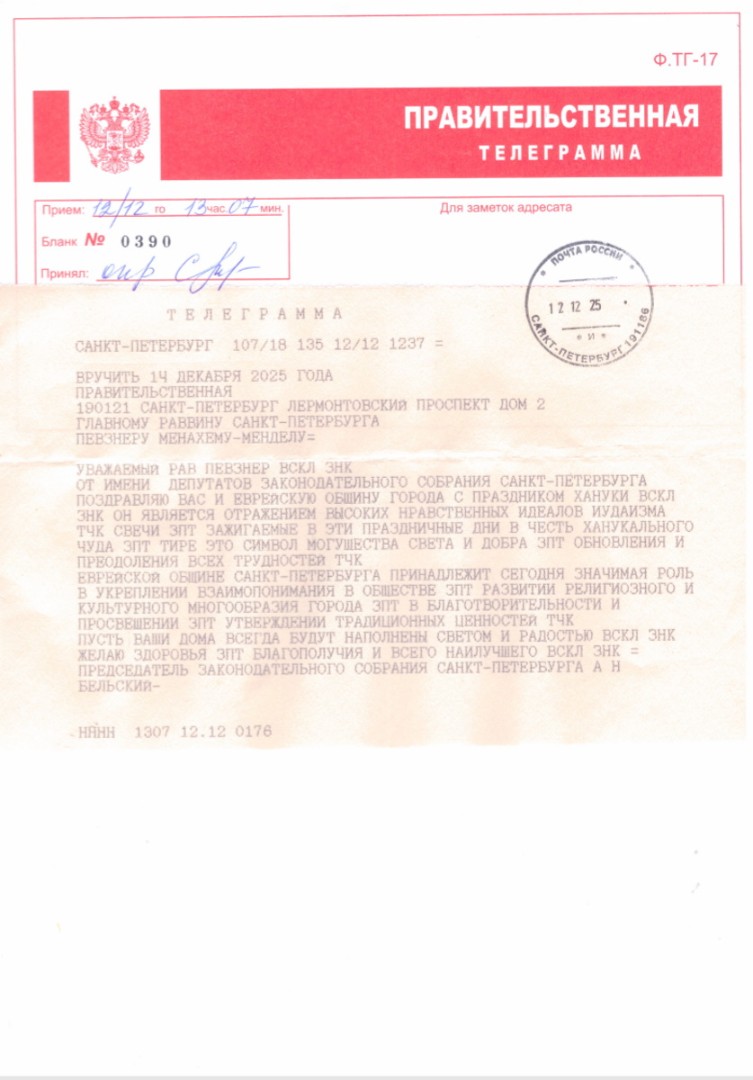 Ф.ТГ-17
ПРАВИТЕЛЬСТВЕННАЯ
ТЕЛЕГРАММА
Прием: 12/12 го 13 час. 07 мин.
Бланк № 0390
Принял:
Для заметок адресата
ПОЧТА РОССИИ
12 12 25
И
САНКТ-ПЕТЕРБУРГ 191186
ТЕЛЕГРАММА
САНКТ-ПЕТЕРБУРГ 107/18 135 12/12 1237 =
ВРУЧИТЬ 14 ДЕКАБРЯ 2025 ГОДА
ПРАВИТЕЛЬСТВЕННАЯ
190121 САНКТ-ПЕТЕРБУРГ ЛЕРМОНТОВСКИЙ ПРОСПЕКТ ДОМ 2
ГЛАВНОМУ РАВВИНУ САНКТ-ПЕТЕРБУРГА
ПЕВЗНЕРУ МЕНАХЕМУ-МЕНДЕЛУ=
УВАЖАЕМЫЙ РАВ ПЕВЗНЕР ВСКЛ ЗНК
ОТ ИМЕНИ ДЕПУТАТОВ ЗАКОНОДАТЕЛЬНОГО СОБРАНИЯ САНКТ-ПЕТЕРБУРГА
ПОЗДРАВЛЯЮ ВАС И ЕВРЕЙСКУЮ ОБЩИНУ ГОРОДА С ПРАЗДНИКОМ ХАНУКИ ВСКЛ
ЗНК ОН ЯВЛЯЕТСЯ ОТРАЖЕНИЕМ ВЫСОКИХ НРАВСТВЕННЫХ ИДЕАЛОВ ИУДАИЗМА
ТЧК СВЕЧИ ЗПТ ЗАЖИГАЕМЫЕ В ЭТИ ПРАЗДНИЧНЫЕ ДНИ В ЧЕСТЬ ХАНУКАЛЬНОГО
ЧУДА ЗПТ ТИРЕ ЭТО СИМВОЛ МОГУЩЕСТВА СВЕТА И ДОБРА ЗПТ ОБНОВЛЕНИЯ И
ПРЕОДОЛЕНИЯ ВСЕХ ТРУДНОСТЕЙ ТЧК
ЕВРЕЙСКОЙ ОБЩИНЕ САНКТ-ПЕТЕРБУРГА ПРИНАДЛЕЖИТ СЕГОДНЯ ЗНАЧИМАЯ РОЛЬ
В УКРЕПЛЕНИИ ВЗАИМОПОНИМАНИЯ В ОБЩЕСТВЕ ЗПТ РАЗВИТИИ РЕЛИГИОЗНОГО И
КУЛЬТУРНОГО МНОГООБРАЗИЯ ГОРОДА ЗПТ В БЛАГОТВОРИТЕЛЬНОСТИ И
ПРОСВЕЩЕНИИ ЗПТ УТВЕРЖДЕНИИ ТРАДИЦИОННЫХ ЦЕННОСТЕЙ ТЧК
ПУСТЬ ВАШИ ДОМА ВСЕГДА БУДУТ НАПОЛНЕНЫ СВЕТОМ И РАДОСТЬЮ ВСКЛ ЗНК
ЖЕЛАЮ ЗДОРОВЬЯ ЗПТ БЛАГОПОЛУЧИЯ И ВСЕГО НАИЛУЧШЕГО ВСКЛ ЗНК =
ПРЕДСЕДАТЕЛЬ ЗАКОНОДАТЕЛЬНОГО СОБРАНИЯ САНКТ-ПЕТЕРБУРГА А Н
БЕЛЬСКИЙ-
НННН 1307 12.12 0176